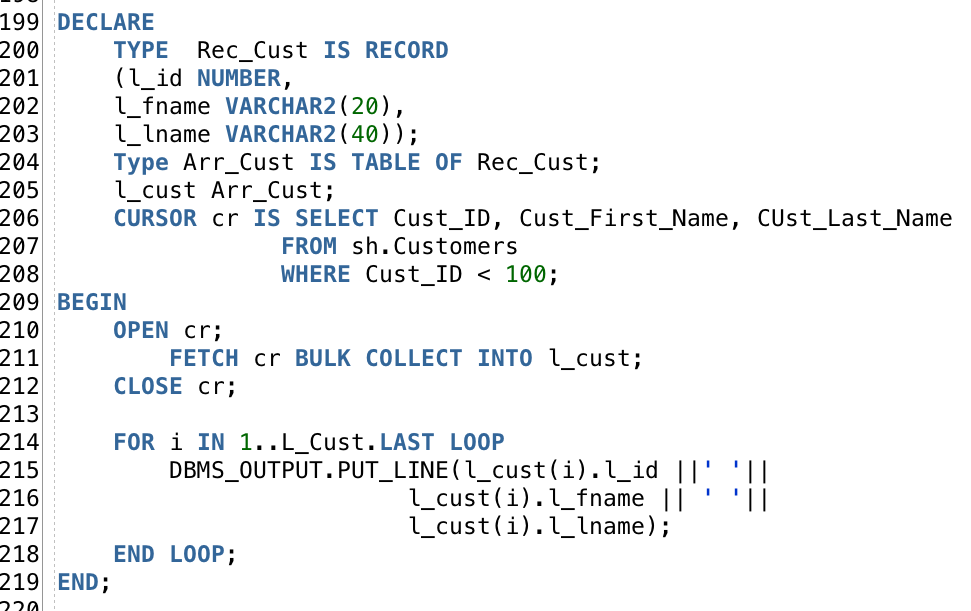 199 DECLARE
200     TYPE  Rec_Cust IS RECORD
201     (l_id NUMBER,
202     l_fname VARCHAR2(20),
203     l_lname VARCHAR2(40));
204     Type Arr_Cust IS TABLE OF Rec_Cust;
205     l_cust Arr_Cust;
206     CURSOR cr IS SELECT Cust_ID, Cust_First_Name, CUst_Last_Name
207                 FROM sh.Customers
208                 WHERE Cust_ID < 100;
209 BEGIN
210     OPEN cr;
211         FETCH cr BULK COLLECT INTO l_cust;
212     CLOSE cr;
213
214     FOR i IN 1..L_Cust.LAST LOOP
215         DBMS_OUTPUT.PUT_LINE(l_cust(i).l_id ||' '||
216                          l_cust(i).l_fname || ' '||
217                          l_cust(i).l_lname);
218     END LOOP;
219 END;